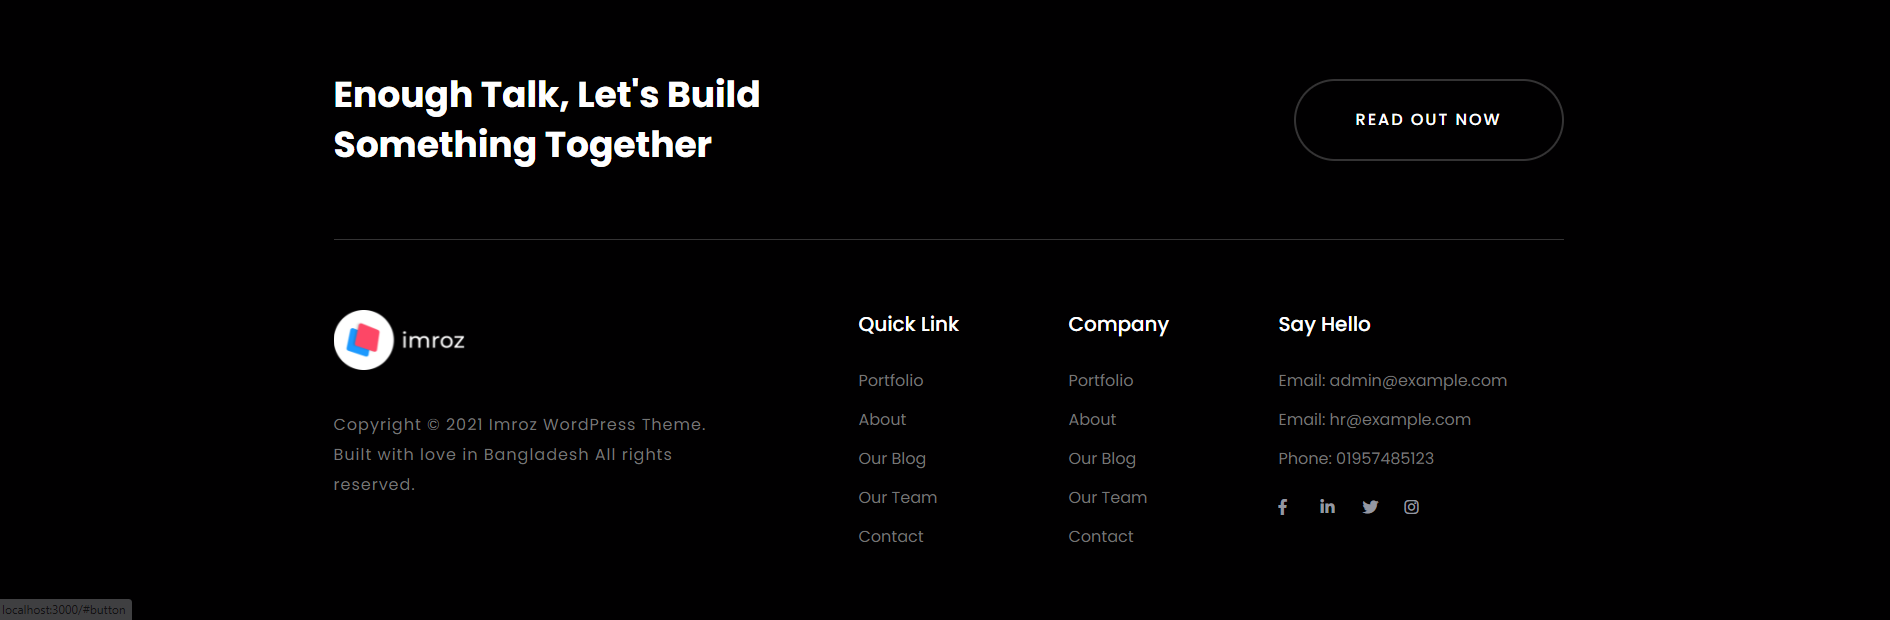 Enough Talk, Let's Build
Something Together
READ OUT NOW
imroz
Copyright © 2021 Imroz WordPress Theme.
Built with love in Bangladesh All rights
reserved.
Quick Link
Portfolio
About
Our Blog
Our Team
Contact
Company
Portfolio
About
Our Blog
Our Team
Contact
Say Hello
Email: admin@example.com
Email: hr@example.com
Phone: 01957485123
localhost:3000/#button